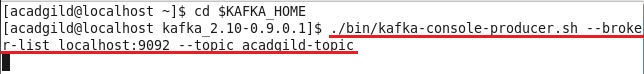 [acadgild@localhost ~]$ cd $KAFKA_HOME
[acadgild@localhost kafka_2.10-0.9.0.1]$ ./bin/kafka-console-producer.sh --broke
r-list localhost:9092 --topic acadgild-topic